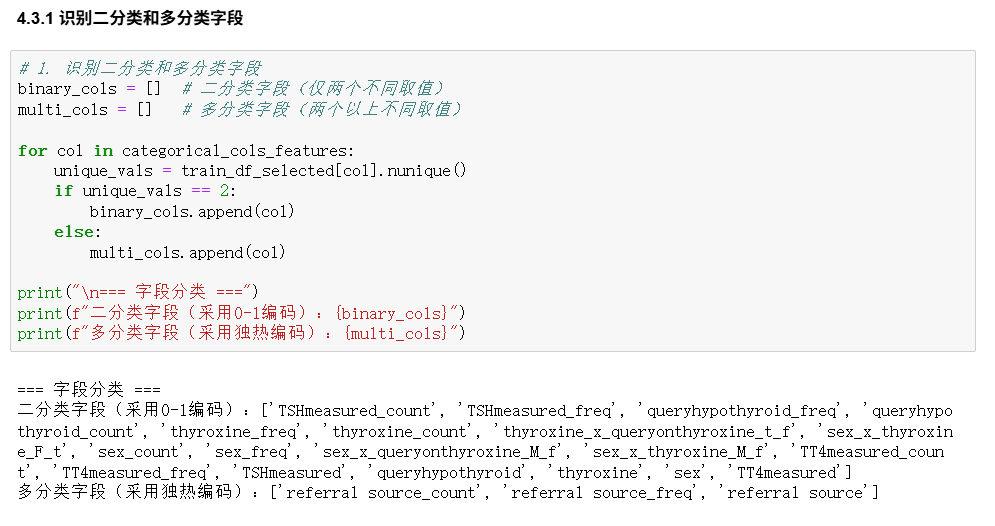 4.3.1 识别二分类和多分类字段
# 1. 识别二分类和多分类字段
binary_cols = []  # 二分类字段（仅两个不同取值）
multi_cols = []   # 多分类字段（两个以上不同取值）
for col in categorical_cols_features:
    unique_vals = train_df_selected[col].nunique()
    if unique_vals == 2:
        binary_cols.append(col)
    else:
        multi_cols.append(col)
print("\n=== 字段分类 ===")
print(f"二分类字段（采用0-1编码）: {binary_cols}")
print(f"多分类字段（采用独热编码）: {multi_cols}")
=== 字段分类 ===
二分类字段（采用0-1编码）: ['TSHmeasured_count', 'TSHmeasured_freq', 'queryhypothyroid_freq', 'queryhypo
thyroid_count', 'thyroxine_freq', 'thyroxine_count', 'thyroxine_x_queryonthyroxine_t_f', 'sex_x_thyroxin
e_F_t', 'sex_count', 'sex_freq', 'sex_x_queryonthyroxine_M_f', 'sex_x_thyroxine_M_f', 'TT4measured_coun
t', 'TT4measured_freq', 'TSHmeasured', 'queryhypothyroid', 'thyroxine', 'sex', 'TT4measured']
多分类字段（采用独热编码）: ['referral source_count', 'referral source_freq', 'referral source']